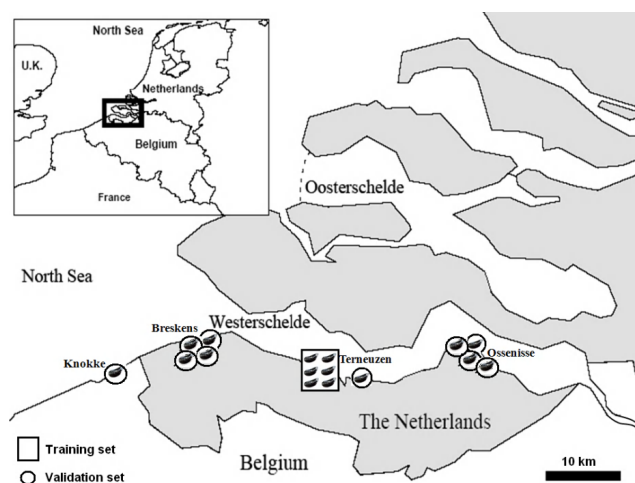 North Sea
U.K.
Netherlands
Belgium
France
Oosterschelde
North Sea
Breskens
Westerschelde
Knokke
Terneuzen
Ossenisse
The Netherlands
Training set
Belgium
10 km
Validation set